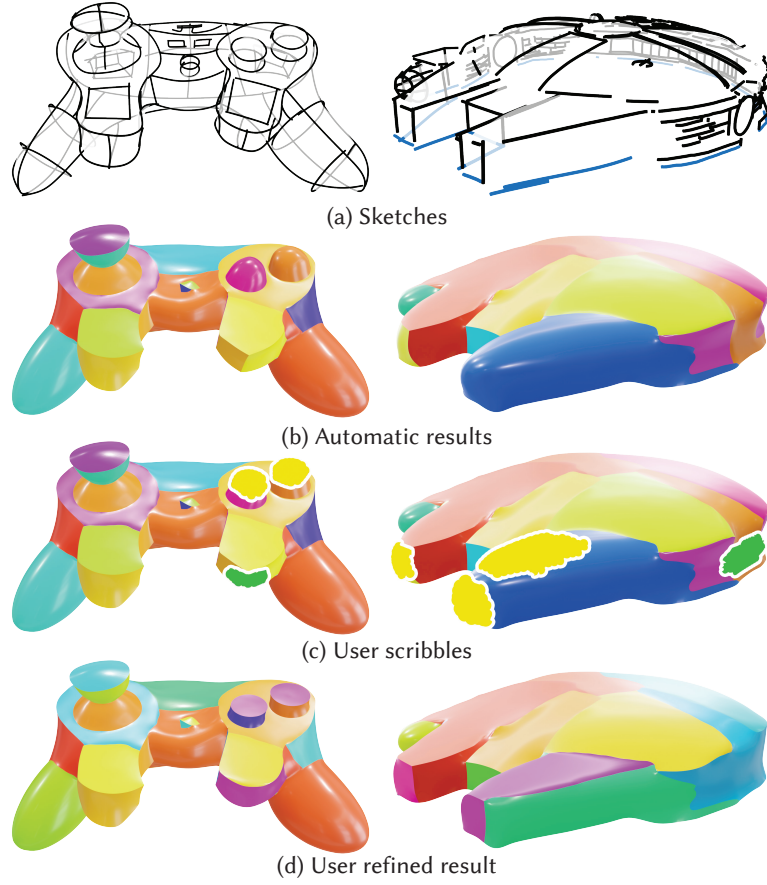 (a) Sketches
(b) Automatic results
(c) User scribbles
(d) User refined result